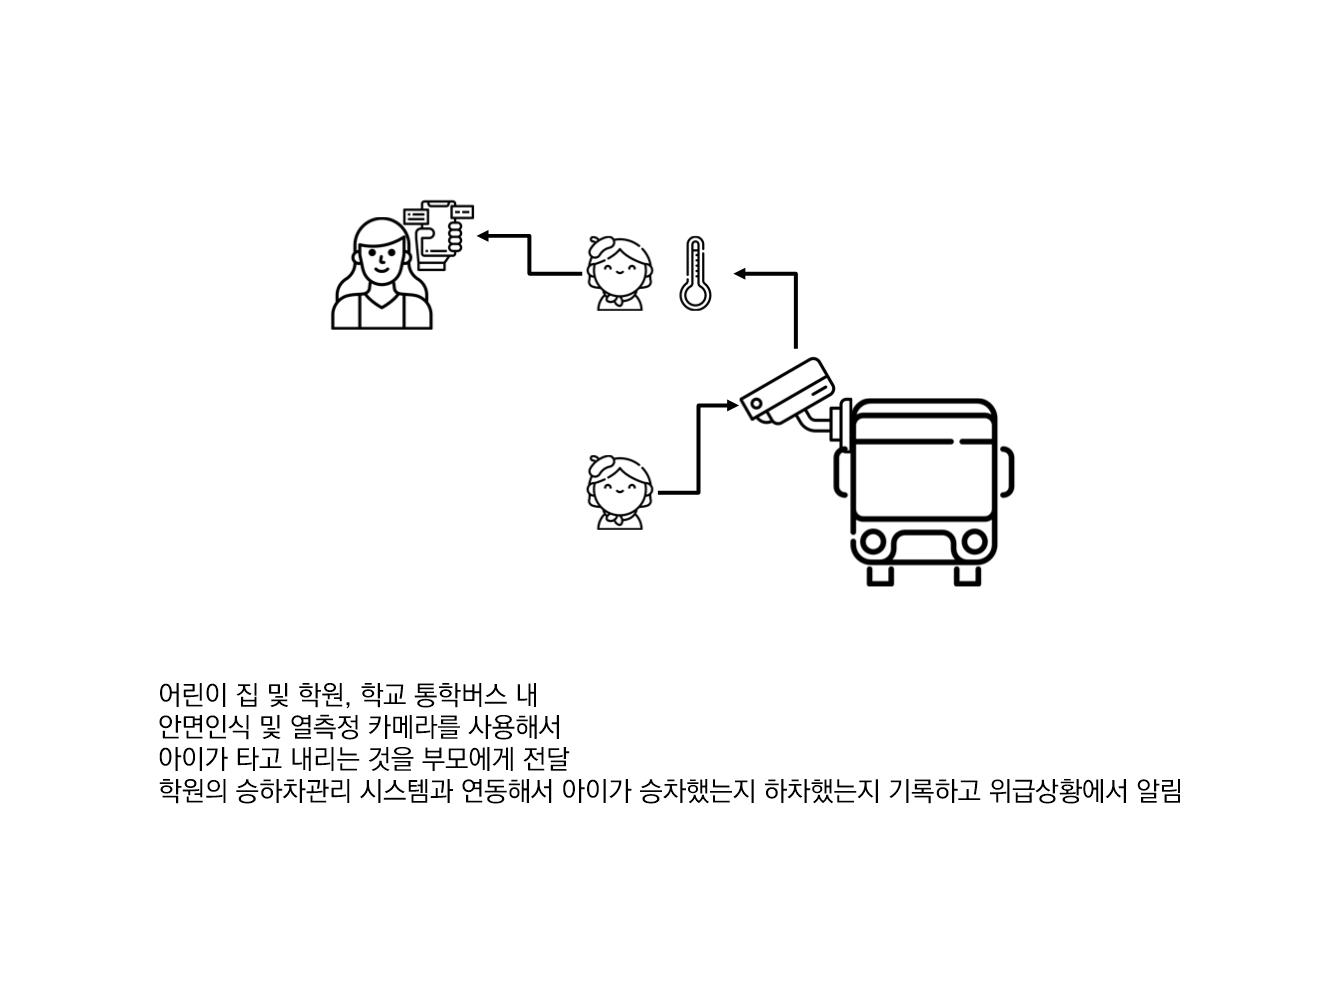 어린이 집 및 학원, 학교 통학버스 내
안면인식 및 열측정 카메라를 사용해서
아이가 타고 내리는 것을 부모에게 전달
학원의 승하차관리 시스템과 연동해서 아이가 승차했는지 하차했는지 기록하고 위급상황에서 알림